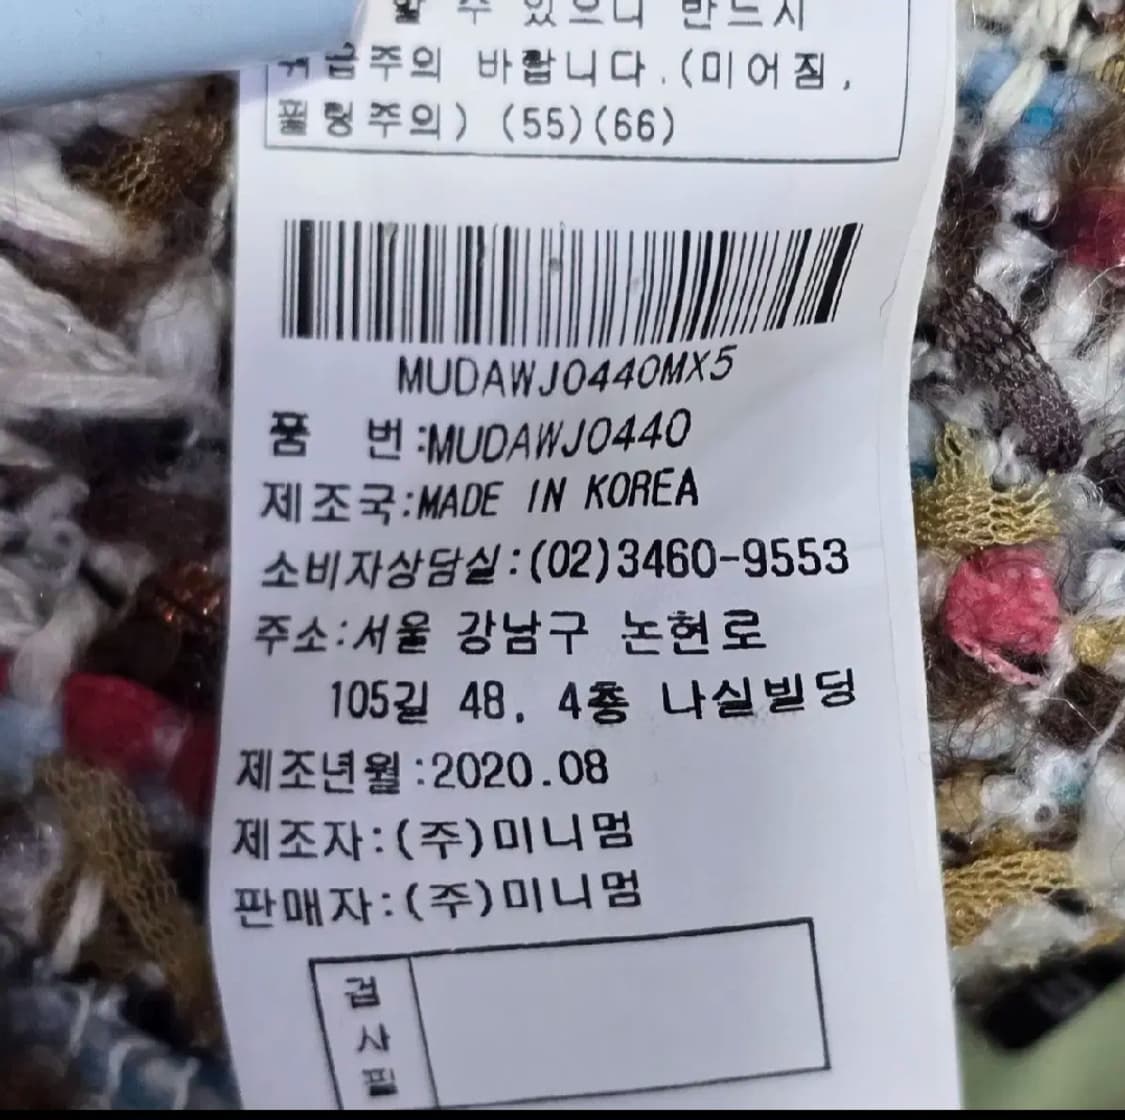 할 수 있으니 반드시
취급주의 바랍니다.(미어짐,
필링주의) (55)(66)
MUDAWJ0440MX5
품 번:MUDAWJ0440
제조국:MADE IN KOREA
소비자상담실:(02)3460-9553
주소:서울 강남구 논현로
105길 48, 4층 나실빌딩
제조년월:2020.08
제조자:(주)미니멈
판매자:(주)미니멈
검
사
필